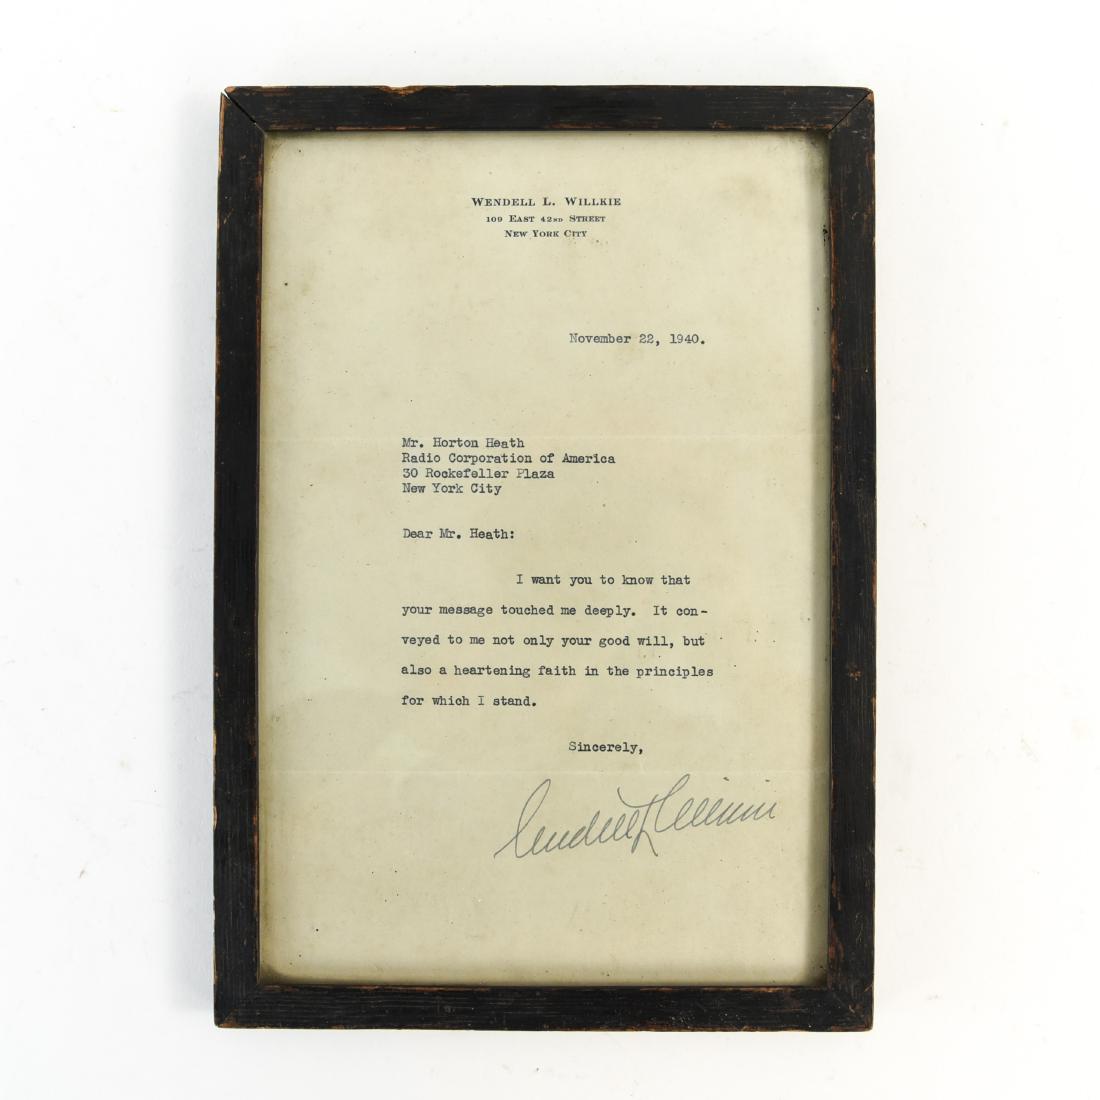 WENDELL L. WILLKIE
109 EAST 42ND STREET
NEW YORK CITY
November 22, 1940.
Mr. Horton Heath
Radio Corporation of America
30 Rockefeller Plaza
New York City
Dear Mr. Heath:
I want you to know that
your message touched me deeply. It con-
veyed to me not only your good will, but
also a heartening faith in the principles
for which I stand.
Sincerely,
Wendell L. Willkie